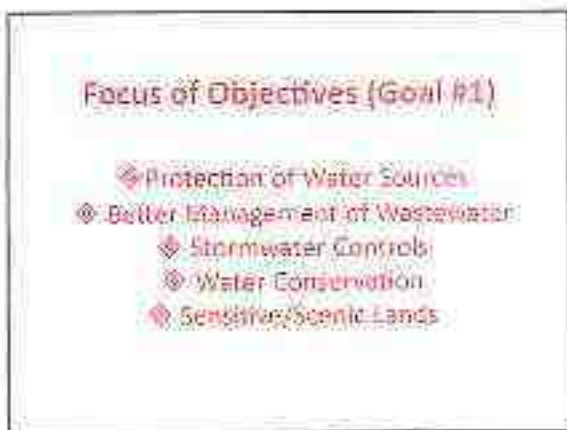 Focus of Objectives (Goal #1)
❖ Protection of Water Sources
❖ Better Management of Wastewater
❖ Stormwater Controls
❖ Water Conservation
❖ Sensitive/Scenic Lands